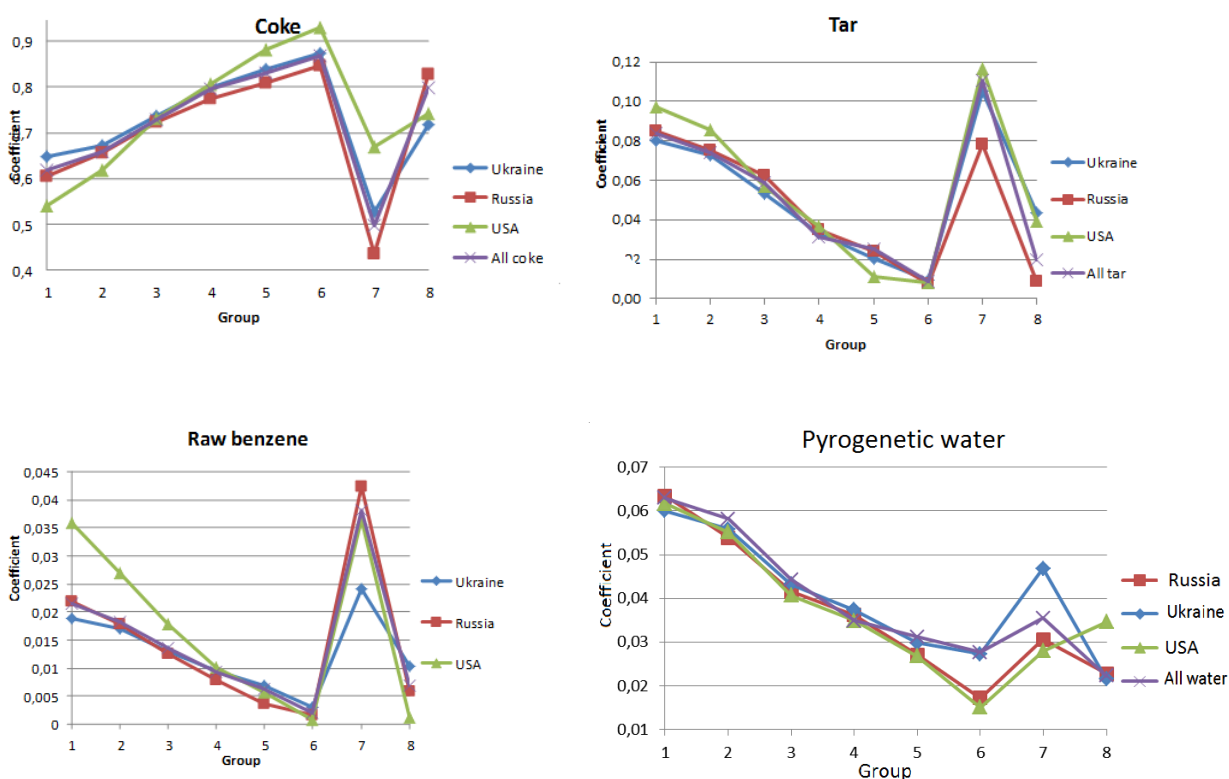 Coke
0,9
0,8
0,7
0,6
0,5
0,4
Coefficient
1 2 3 4 5 6 7 8
Group
Ukraine
Russia
USA
All coke
Tar
0,12
0,10
0,08
0,06
0,04
0,02
0,00
Coefficient
1 2 3 4 5 6 7 8
Group
Ukraine
Russia
USA
All tar
Raw benzene
0,045
0,04
0,035
0,03
0,025
0,02
0,015
0,01
0,005
0
Coefficient
1 2 3 4 5 6 7 8
Group
Ukraine
Russia
USA
Pyrogenetic water
0,07
0,06
0,05
0,04
0,03
0,02
0,01
Coefficient
1 2 3 4 5 6 7 8
Group
Russia
Ukraine
USA
All water